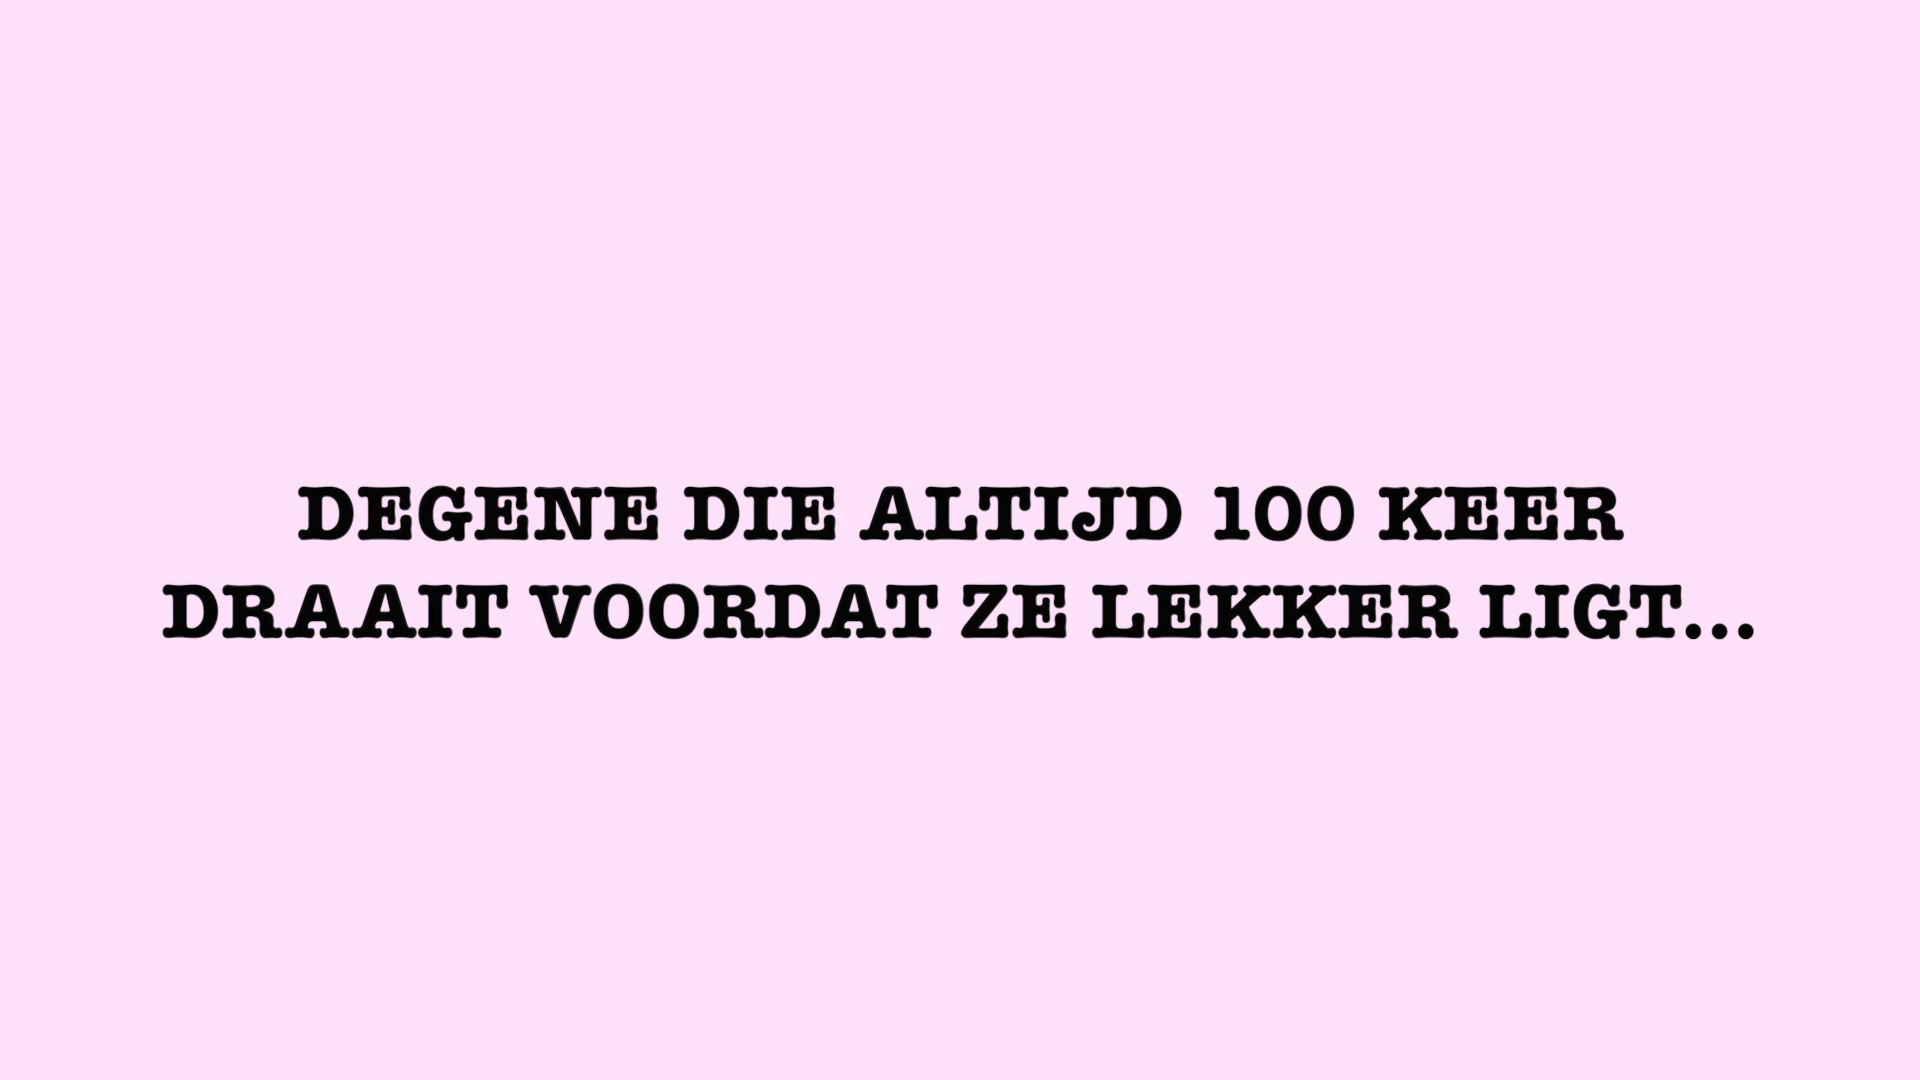 DEGENE DIE ALTIJD 100 KEER
DRAAIT VOORDAT ZE LEKKER LIGT...